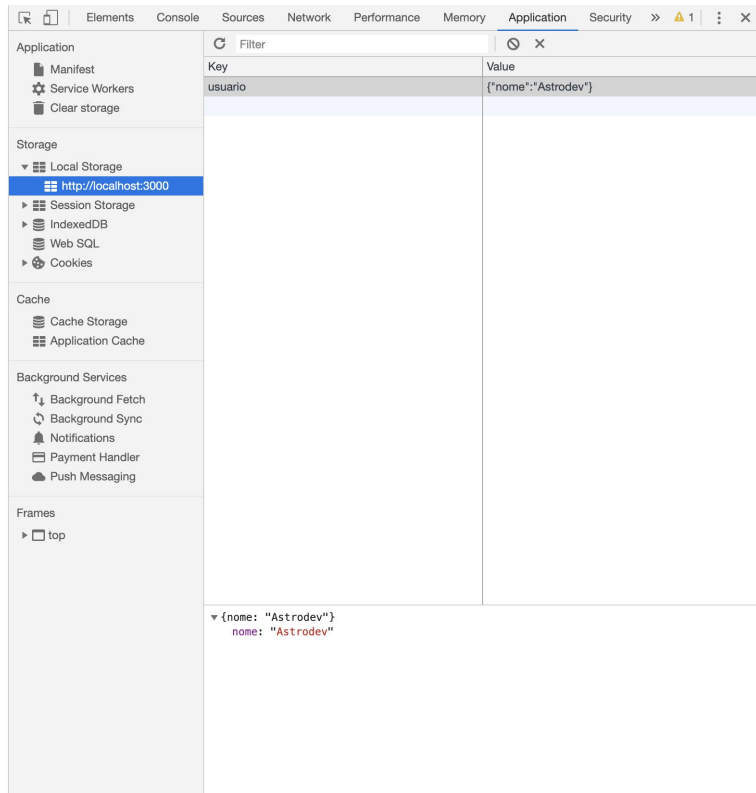 Elements Console Sources Network Performance Memory Application Security » 1
Application
Manifest
Service Workers
Clear storage
Storage
Local Storage
http://localhost:3000
Session Storage
IndexedDB
Web SQL
Cookies
Cache
Cache Storage
Application Cache
Background Services
Background Fetch
Background Sync
Notifications
Payment Handler
Push Messaging
Frames
top
Filter
Key Value
usuario {"nome":"Astrodev"}
{nome: "Astrodev"}
nome: "Astrodev"